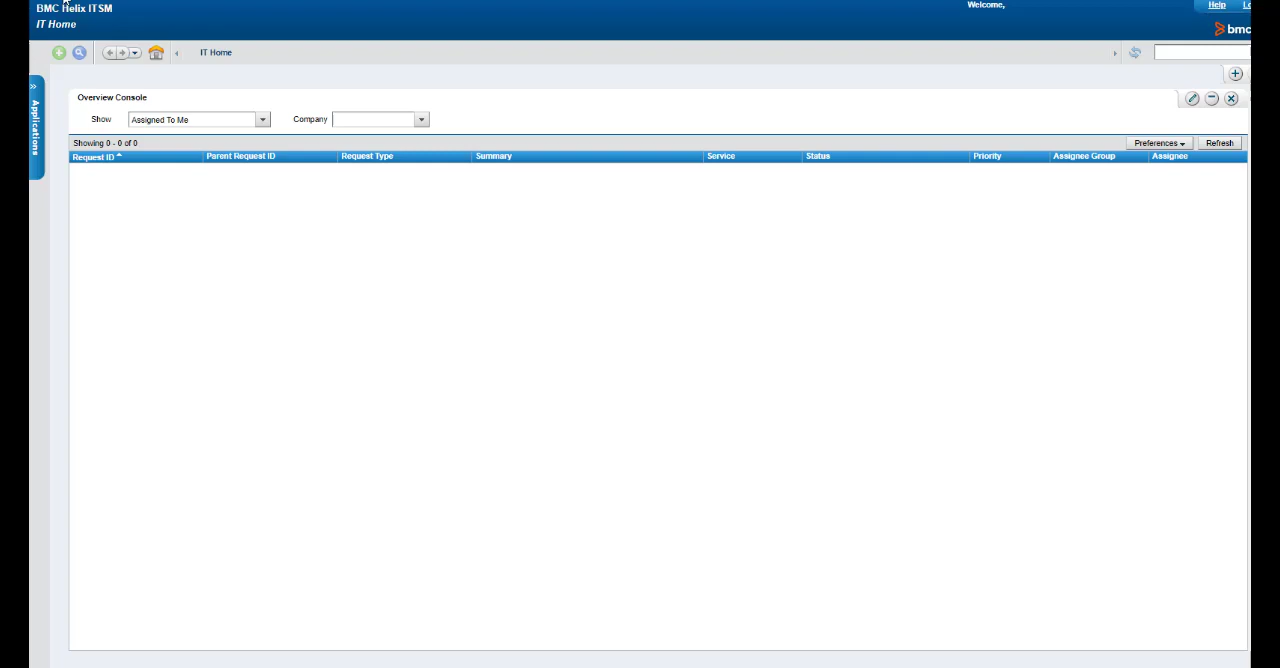 BMC Helix ITSM
Welcome,
Help
IT Home
bmc
IT Home
Applications
Overview Console
Show
Assigned To Me
Company
Showing 0 - 0 of 0
Preferences
Refresh
Request ID
Parent Request ID
Request Type
Summary
Service
Status
Priority
Assignee Group
Assignee